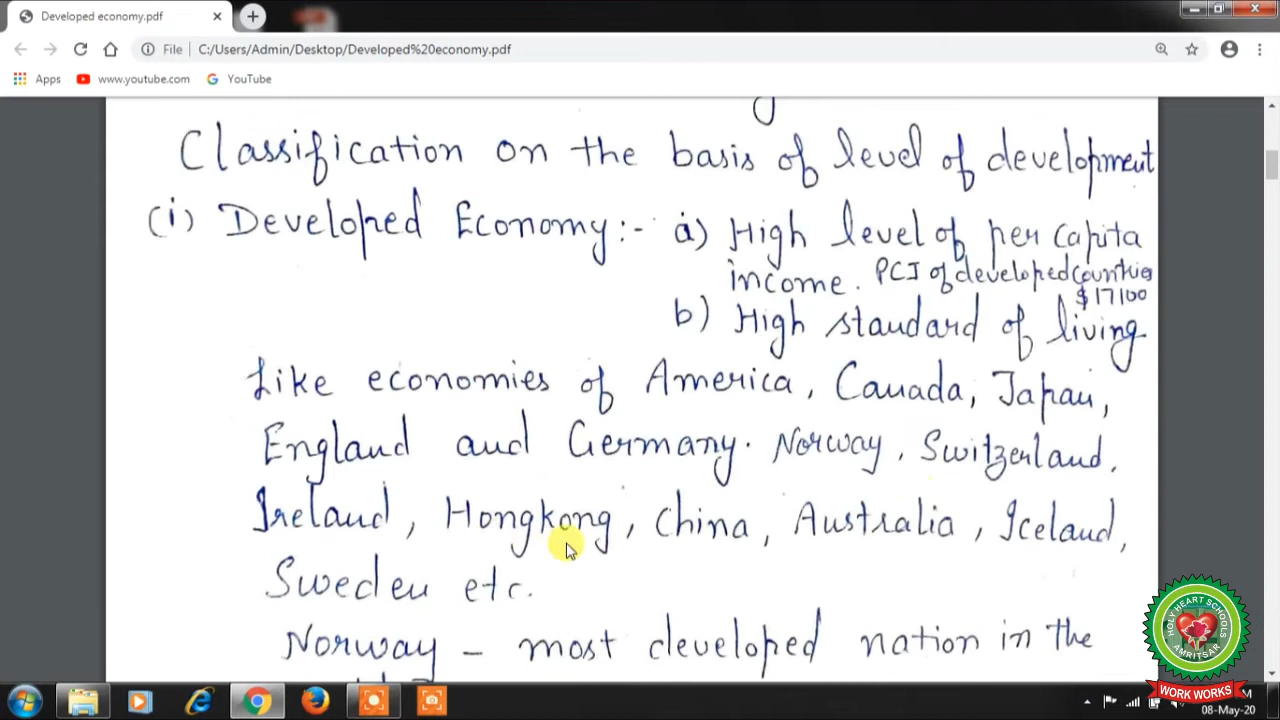 Developed economy.pdf
File
C:/Users/Admin/Desktop/Developed%20economy.pdf
Apps www.youtube.com YouTube
Classification on the basis of level of development
(i) Developed Economy:- a) High level of per capita
income. PCI of developed countries
$17100
b) High standard of living
Like economies of America, Canada, Japan,
England and Germany. Norway, Switzerland,
Ireland, Hongkong, China, Australia, Iceland,
Sweden etc.
Norway - most developed nation in the
HOLY HEART SCHOOLS
AMRITSAR
WORK WORKS
08-May-20